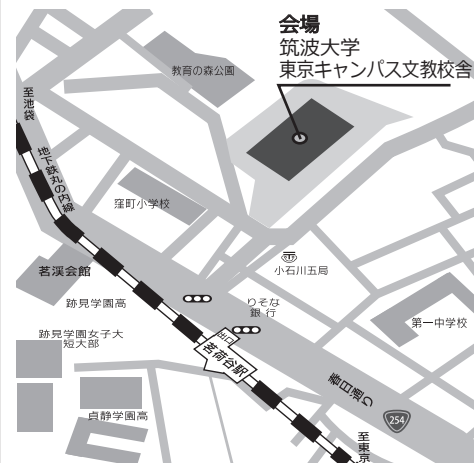 会場
筑波大学
東京キャンパス文教校舎
教育の森公園
至池袋
地下鉄丸の内線
窪町小学校
茗渓会館
小石川五局
跡見学園高
りそな
銀行
第一中学校
跡見学園女子大
短大部
出口
茗荷谷駅
春日通り
254
貞静学園高
至東京